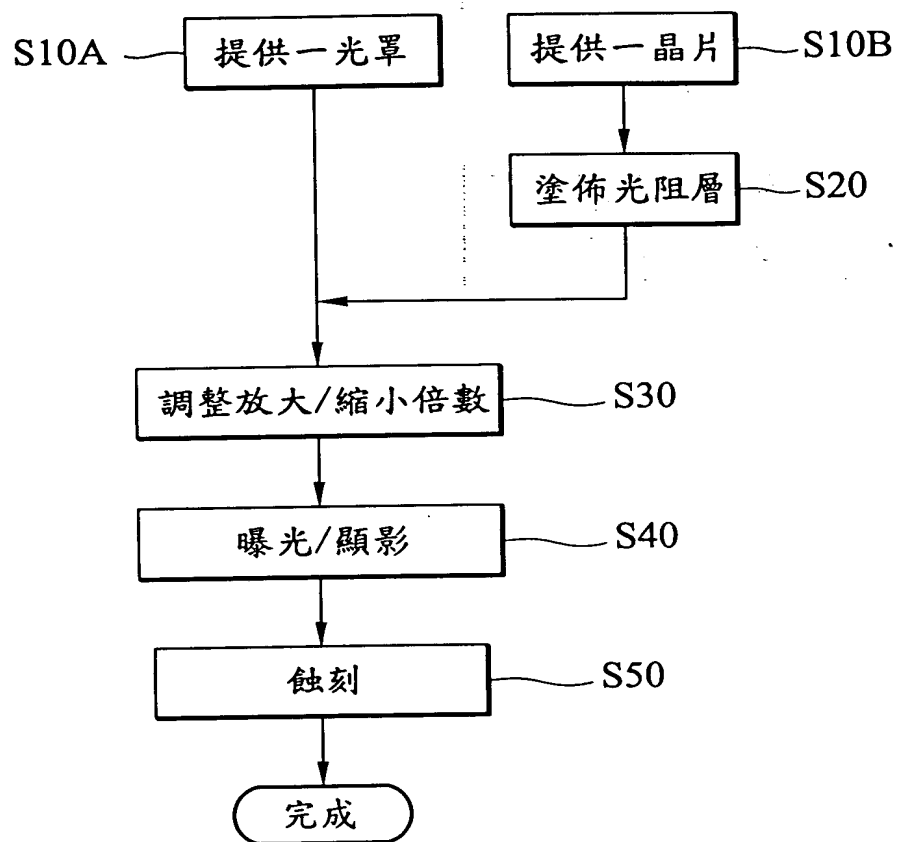 S10A
提供一光罩
提供一晶片
S10B
塗佈光阻層
S20
調整放大/縮小倍數
S30
曝光/顯影
S40
蝕刻
S50
完成